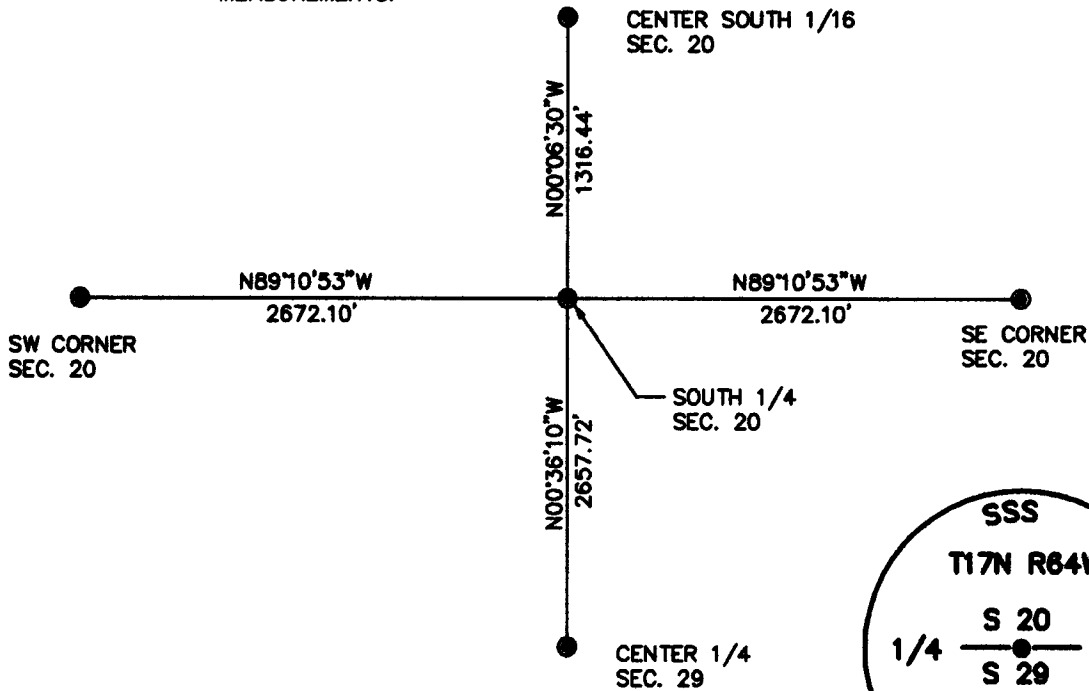 CENTER SOUTH 1/16
SEC. 20
N00°06'30"W
1316.44'
N89°10'53"W
2672.10'
N89°10'53"W
2672.10'
SW CORNER
SEC. 20
SE CORNER
SEC. 20
SOUTH 1/4
SEC. 20
N00°36'10"W
2657.72'
SSS
T17N R64W
S 20
1/4
S 29
CENTER 1/4
SEC. 29